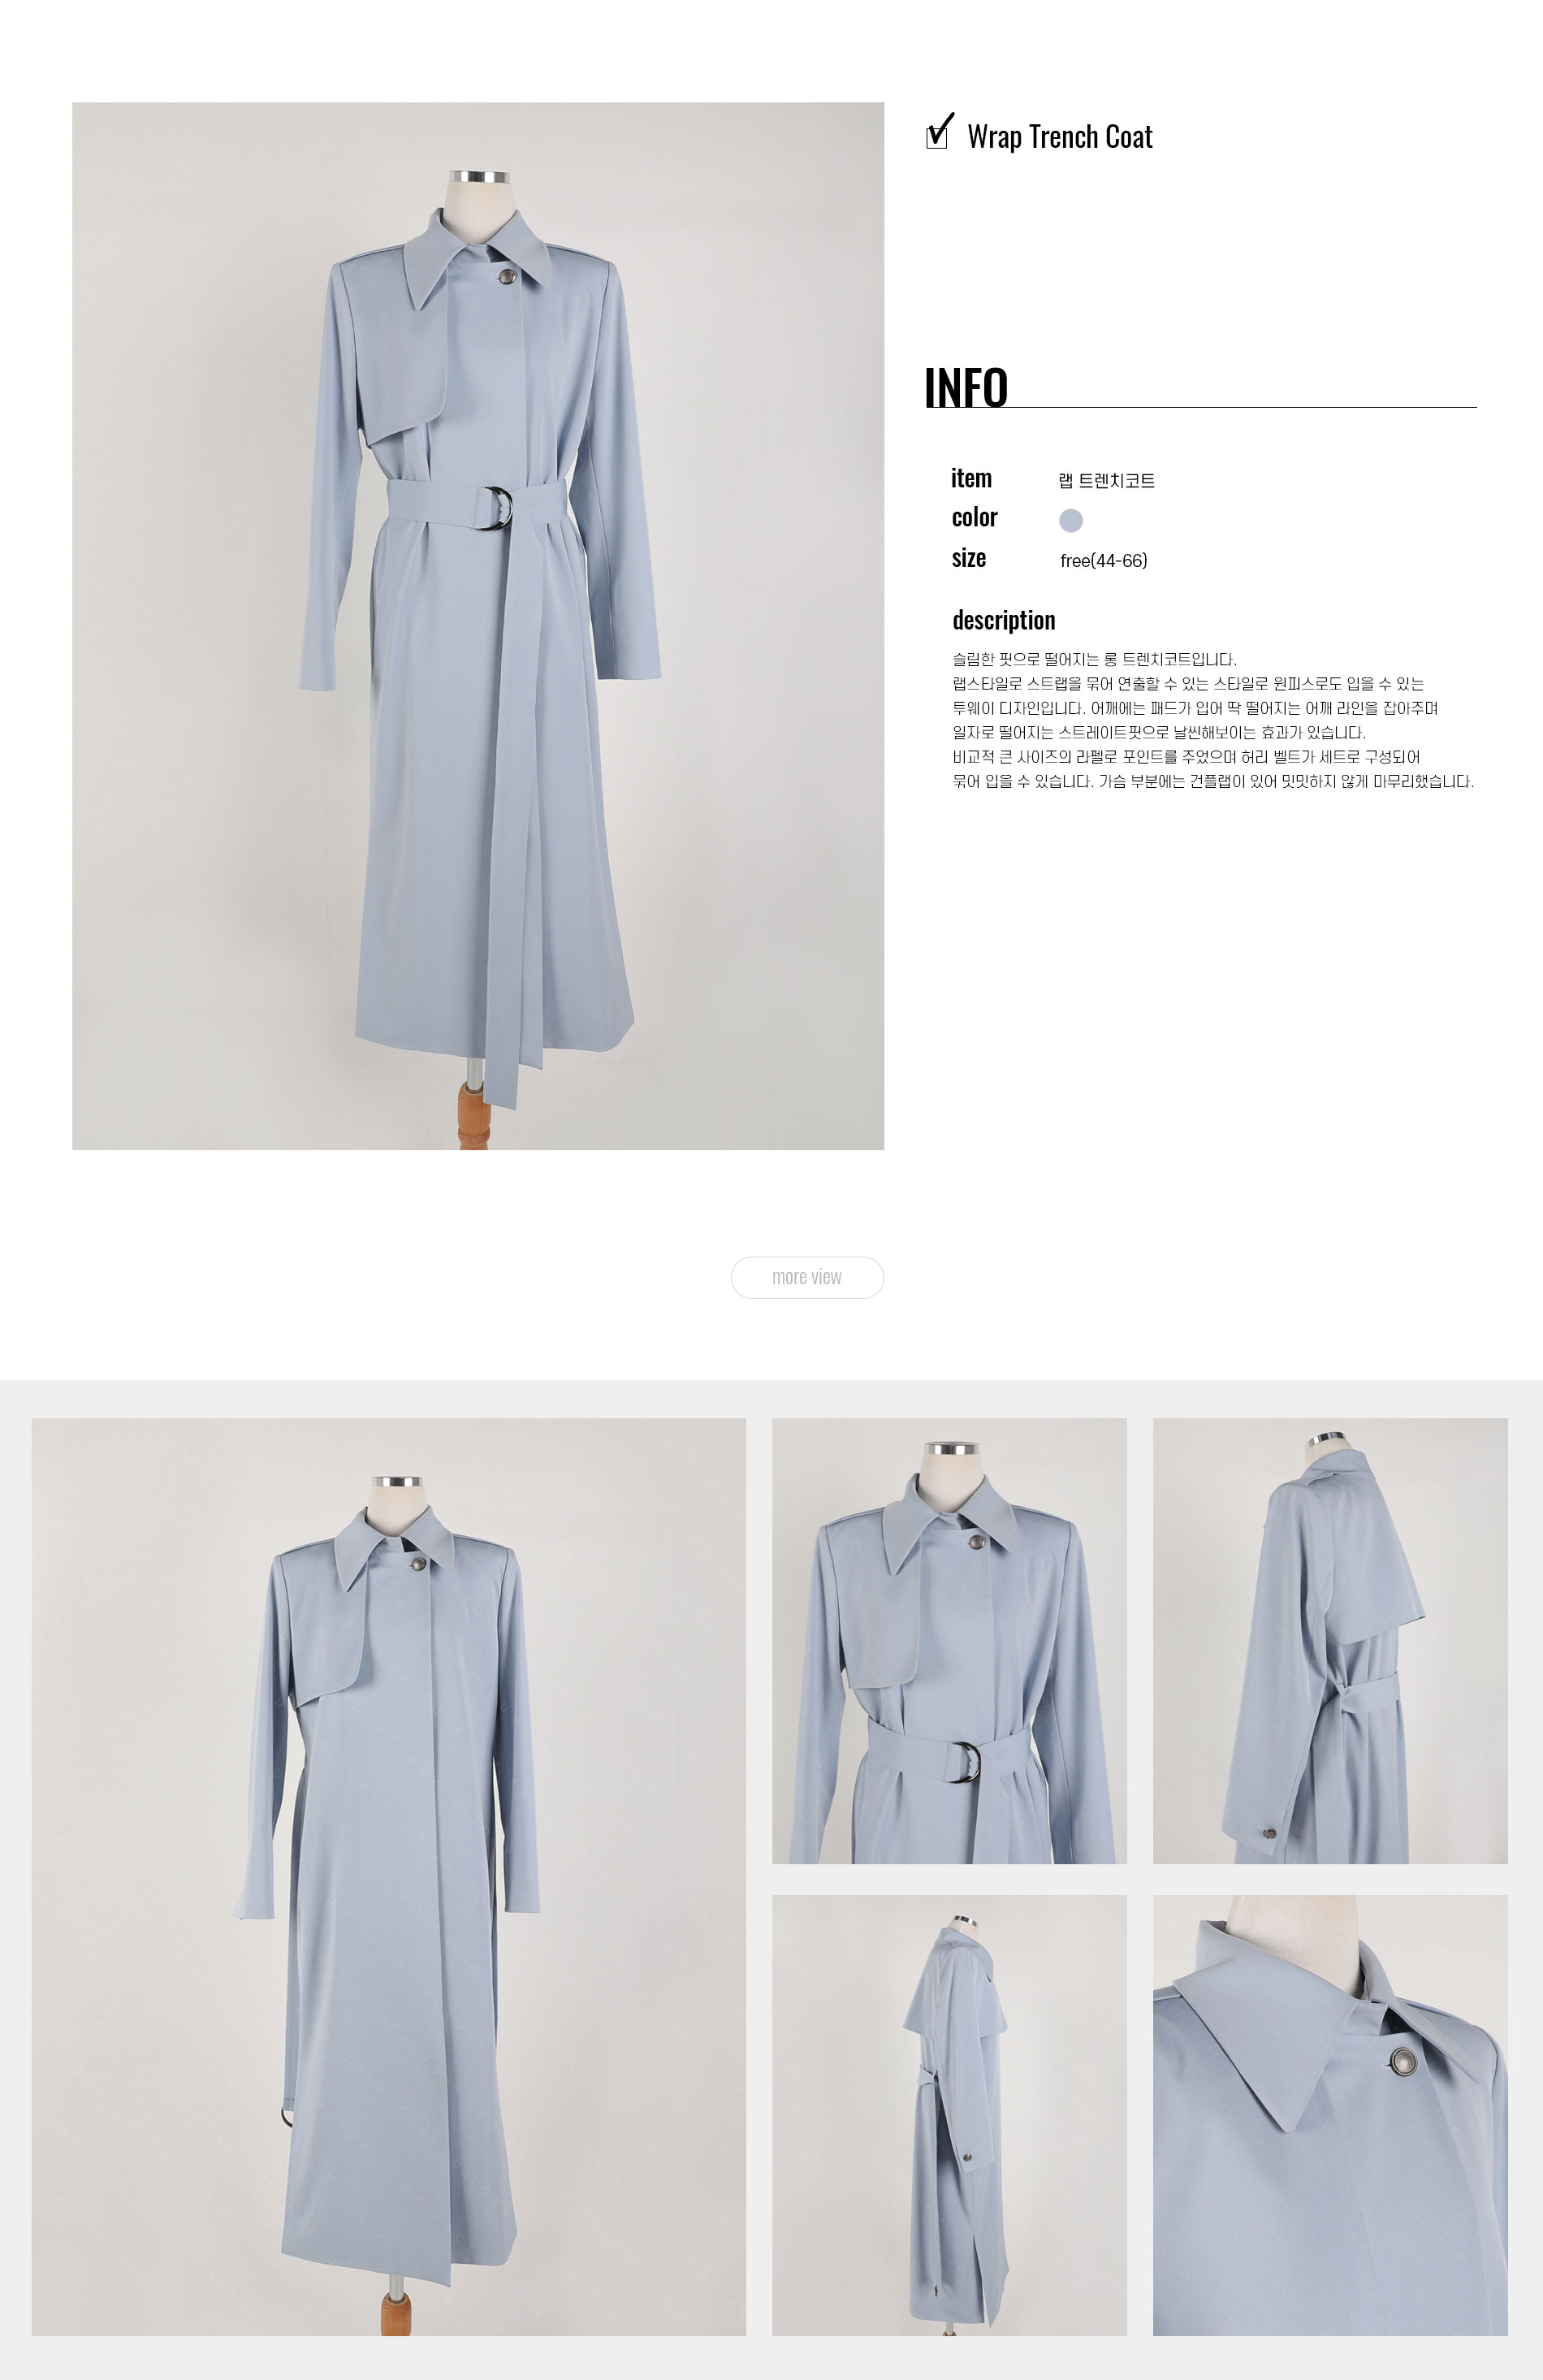 Wrap Trench Coat
INFO
item 랩 트렌치코트
color
size free(44-66)
description
슬림한 핏으로 떨어지는 롱 트렌치코트입니다.
랩스타일로 스트랩을 묶어 연출할 수 있는 스타일로 원피스로도 입을 수 있는
투웨이 디자인입니다. 어깨에는 패드가 입어 딱 떨어지는 어깨 라인을 잡아주며
일자로 떨어지는 스트레이트핏으로 날씬해보이는 효과가 있습니다.
비교적 큰 사이즈의 라펠로 포인트를 주었으며 허리 벨트가 세트로 구성되어
묶어 입을 수 있습니다. 가슴 부분에는 건플랩이 있어 밋밋하지 않게 마무리했습니다.
more view